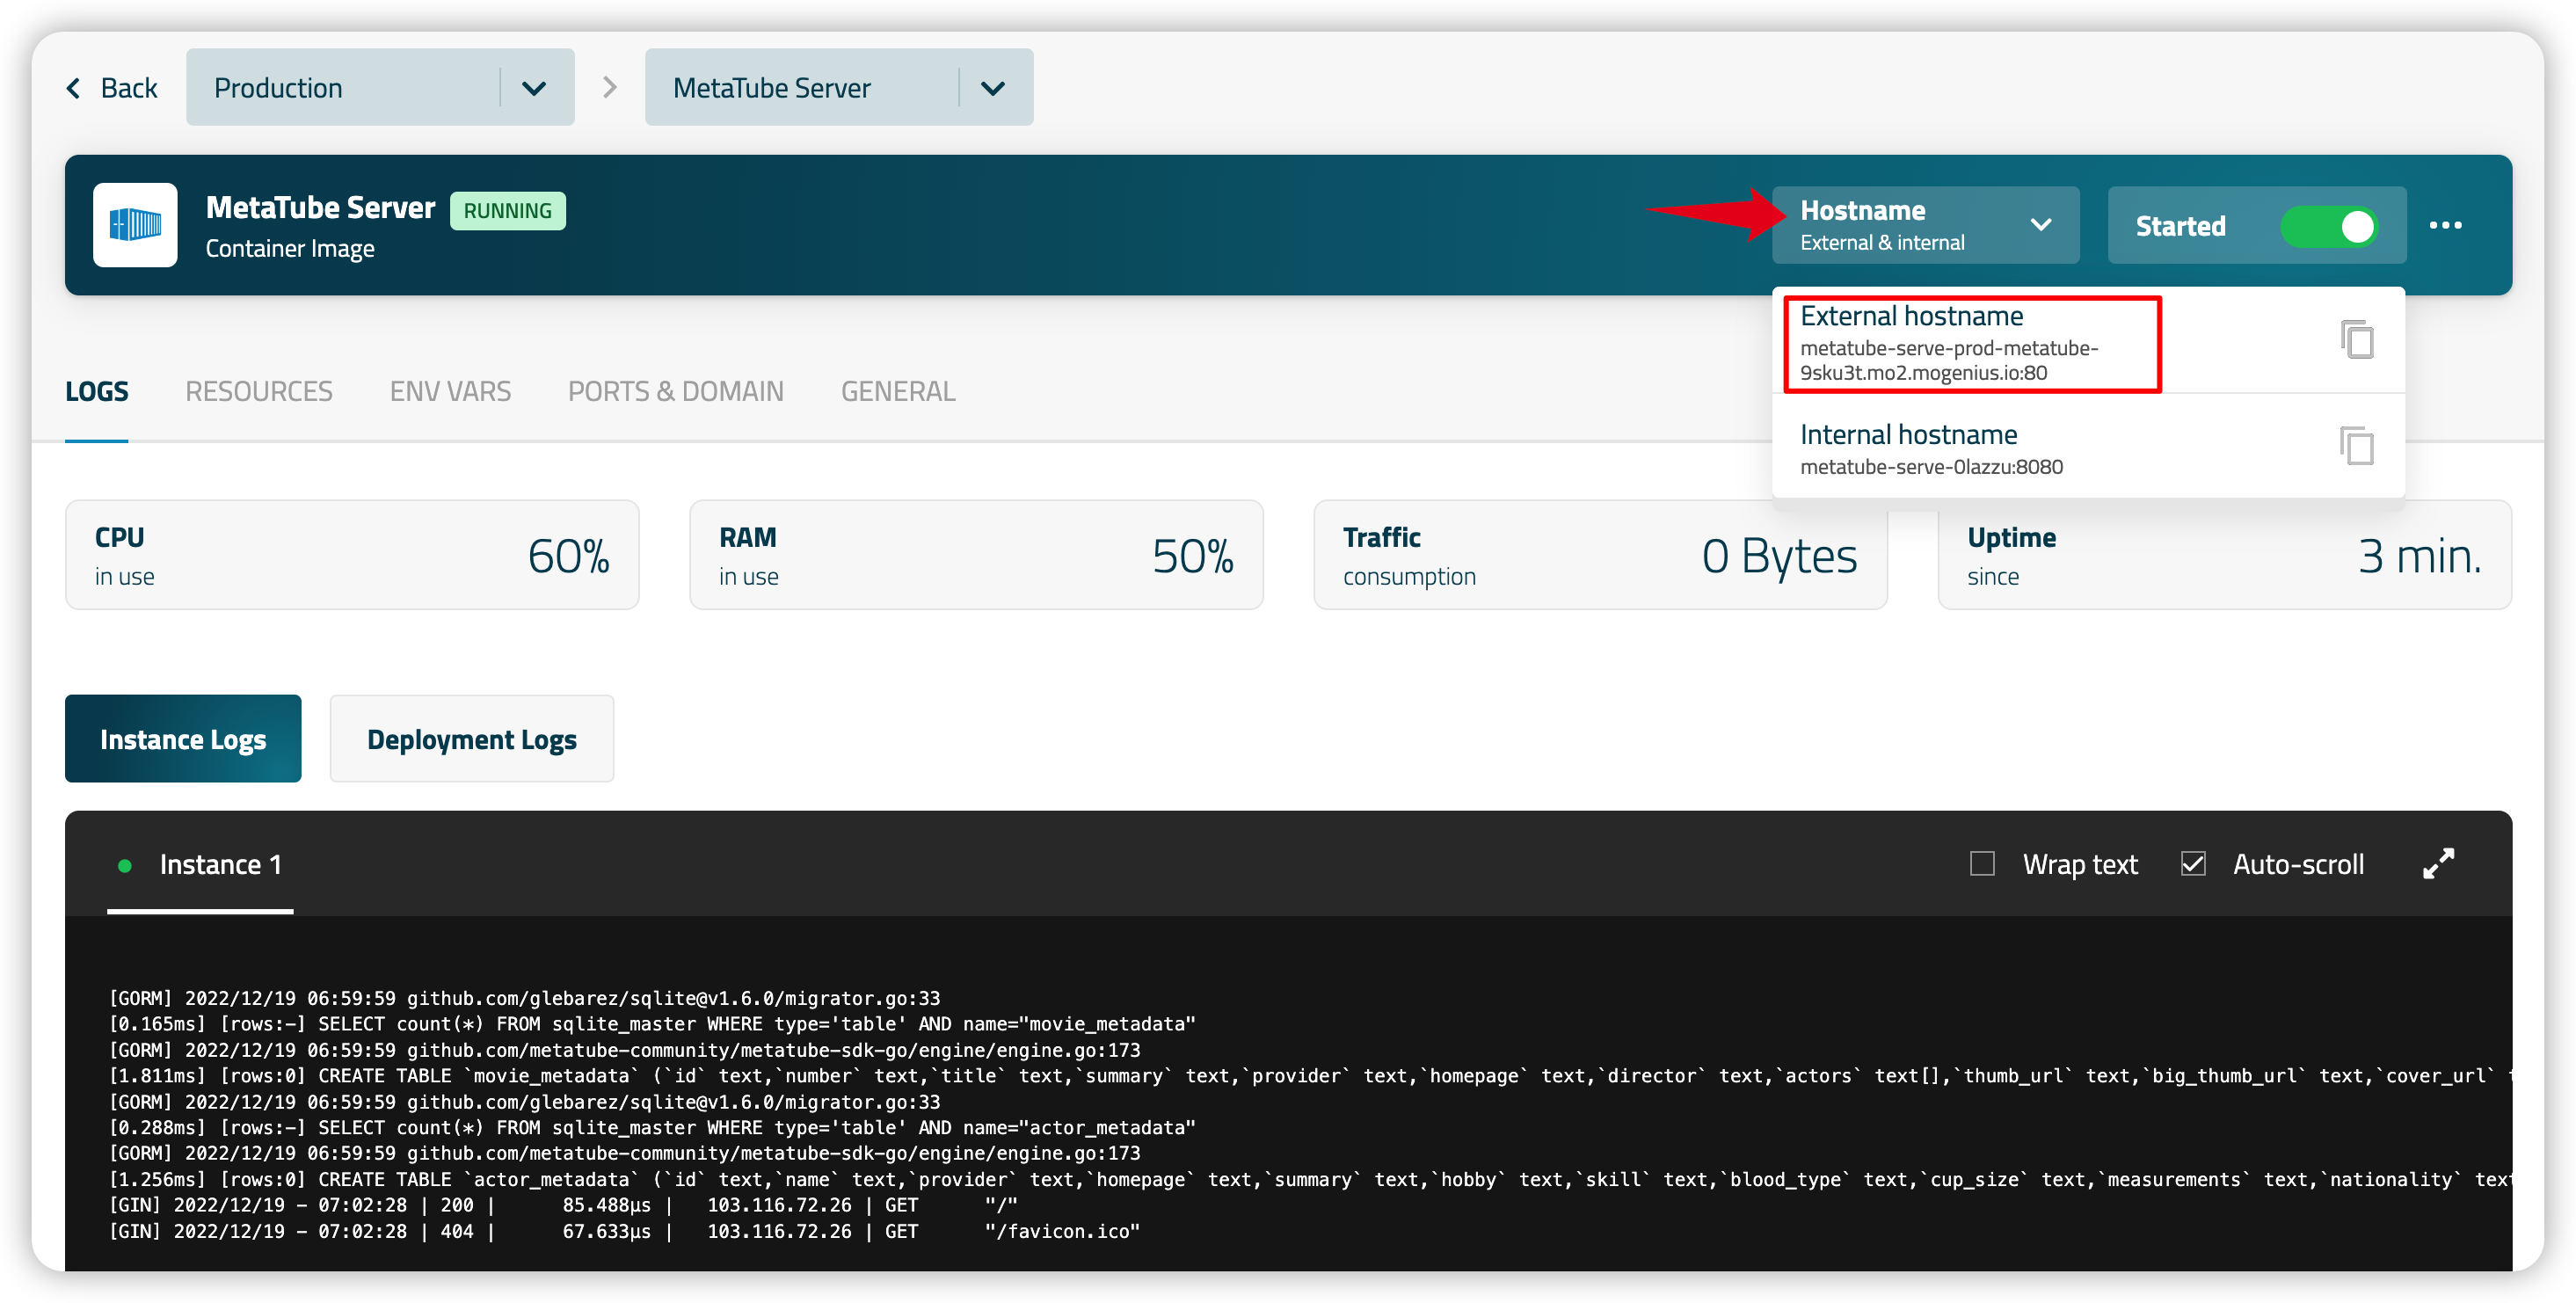 Back
Production
MetaTube Server
MetaTube Server RUNNING
Container Image
Hostname
External & internal
Started
External hostname
metatube-serve-prod-metatube-
9sku3t.mo2.mogenius.io:80
Internal hostname
metatube-serve-0lazzu:8080
LOGS RESOURCES ENV VARS PORTS & DOMAIN GENERAL
CPU
in use
60%
RAM
in use
50%
Traffic
consumption
0 Bytes
Uptime
since
3 min.
Instance Logs
Deployment Logs
Instance 1
Wrap text
Auto-scroll
[GORM] 2022/12/19 06:59:59 github.com/glebarez/sqlite@v1.6.0/migrator.go:33
[0.165ms] [rows:-] SELECT count(*) FROM sqlite_master WHERE type='table' AND name="movie_metadata"
[GORM] 2022/12/19 06:59:59 github.com/metatube-community/metatube-sdk-go/engine/engine.go:173
[1.811ms] [rows:0] CREATE TABLE `movie_metadata` (`id` text,`number` text,`title` text,`summary` text,`provider` text,`homepage` text,`director` text,`actors` text[],`thumb_url` text,`big_thumb_url` text,`cover_url` t
[GORM] 2022/12/19 06:59:59 github.com/glebarez/sqlite@v1.6.0/migrator.go:33
[0.288ms] [rows:-] SELECT count(*) FROM sqlite_master WHERE type='table' AND name="actor_metadata"
[GORM] 2022/12/19 06:59:59 github.com/metatube-community/metatube-sdk-go/engine/engine.go:173
[1.256ms] [rows:0] CREATE TABLE `actor_metadata` (`id` text,`name` text,`provider` text,`homepage` text,`summary` text,`hobby` text,`skill` text,`blood_type` text,`cup_size` text,`measurements` text,`nationality` text
[GIN] 2022/12/19 - 07:02:28 | 200 | 85.488µs | 103.116.72.26 | GET "/"
[GIN] 2022/12/19 - 07:02:28 | 404 | 67.633µs | 103.116.72.26 | GET "/favicon.ico"